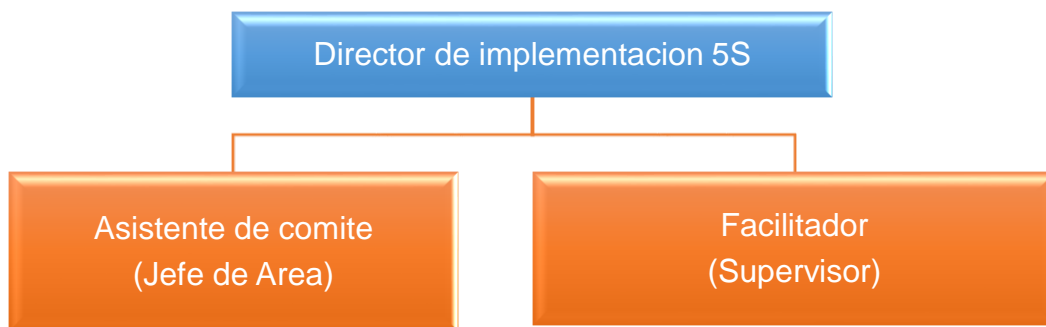 Director de implementacion 5S
Asistente de comite
(Jefe de Area)
Facilitador
(Supervisor)